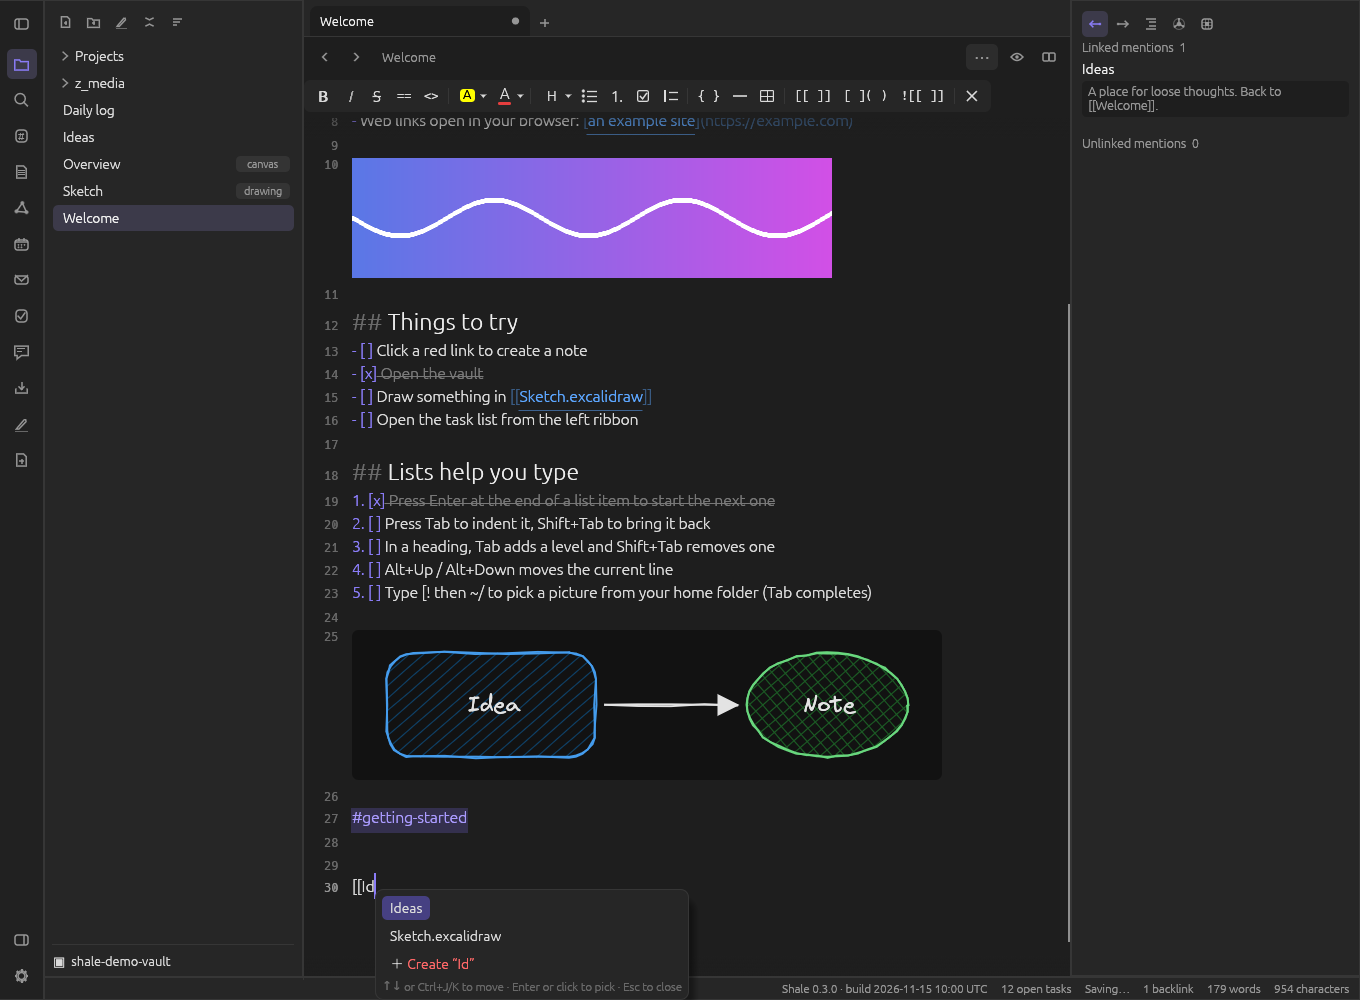 Projects
z_media
Daily log
Ideas
Overview canvas
Sketch drawing
Welcome
shale-demo-vault
Welcome
Welcome
B I S == <> A A H 1. { } — [[ ]] [ ]( ) ![[ ]]
8 - Web links open in your browser: [an example site](https://example.com)
9
10
11
12 ## Things to try
13 - [ ] Click a red link to create a note
14 - [x] Open the vault
15 - [ ] Draw something in [[Sketch.excalidraw]]
16 - [ ] Open the task list from the left ribbon
17
18 ## Lists help you type
19 1. [x] Press Enter at the end of a list item to start the next one
20 2. [ ] Press Tab to indent it, Shift+Tab to bring it back
21 3. [ ] In a heading, Tab adds a level and Shift+Tab removes one
22 4. [ ] Alt+Up / Alt+Down moves the current line
23 5. [ ] Type [! then ~/ to pick a picture from your home folder (Tab completes)
24
25
Idea Note
26
27 #getting-started
28
29
30 [[Id
Ideas
Sketch.excalidraw
+ Create “Id”
↑↓ or Ctrl+J/K to move · Enter or click to pick · Esc to close
Linked mentions 1
Ideas
A place for loose thoughts. Back to
[[Welcome]].
Unlinked mentions 0
Shale 0.3.0 · build 2026-11-15 10:00 UTC 12 open tasks Saving… 1 backlink 179 words 954 characters